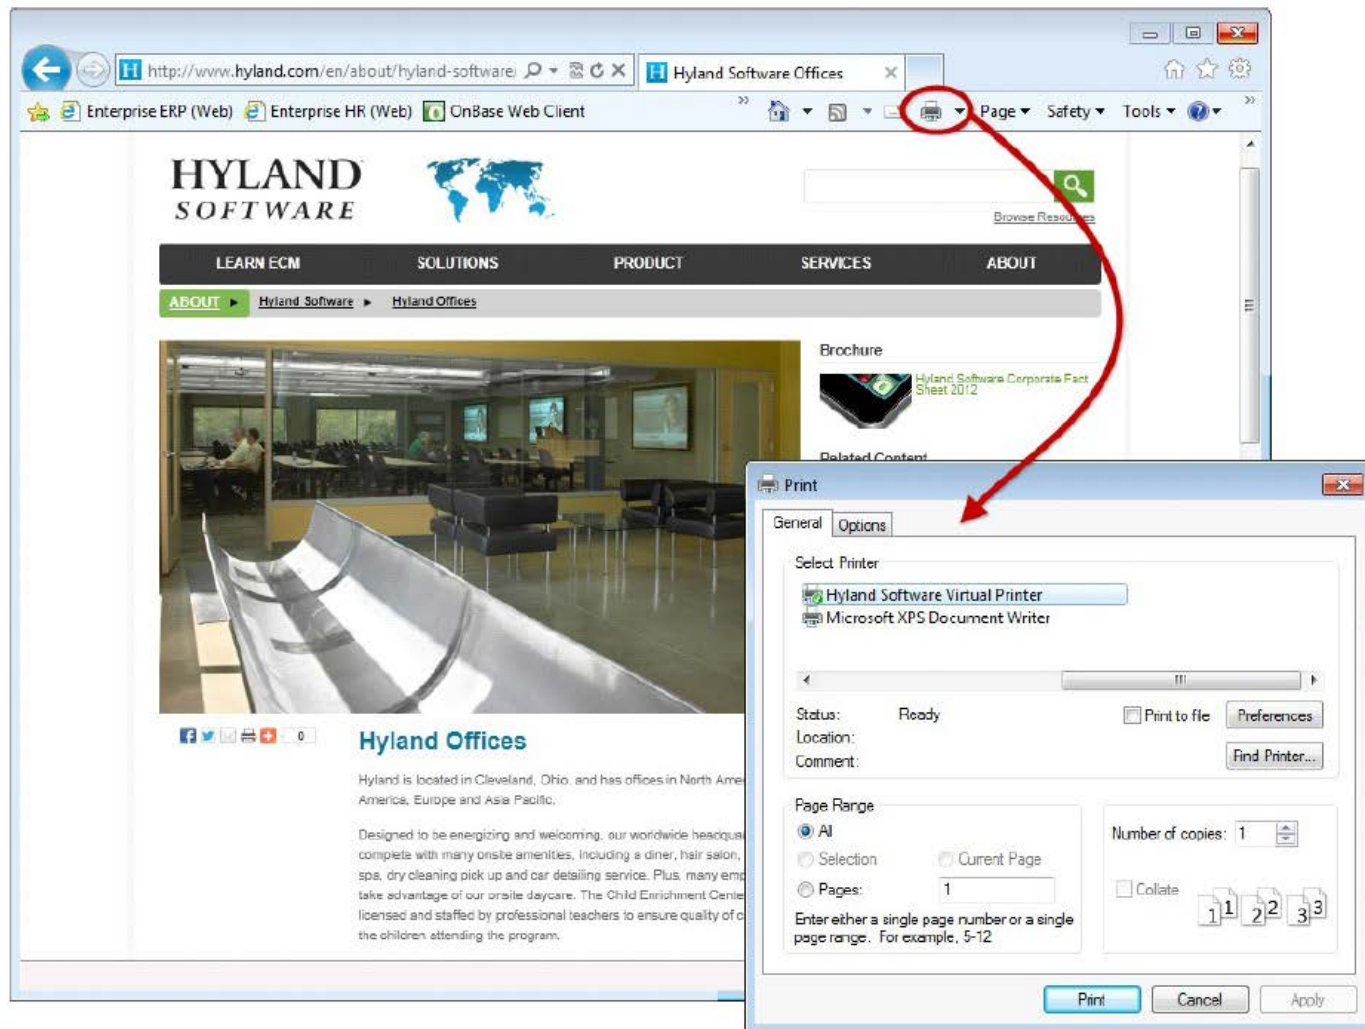 http://www.hyland.com/en/about/hyland-software/
Hyland Software Offices
Enterprise ERP (Web)
Enterprise HR (Web)
OnBase Web Client
Page
Safety
Tools
HYLAND
SOFTWARE
Browse Resources
LEARN ECM
SOLUTIONS
PRODUCT
SERVICES
ABOUT
ABOUT
Hyland Software
Hyland Offices
Brochure
Hyland Software Corporate Fact
Sheet 2012
Related Content
0
Hyland Offices
Hyland is located in Cleveland, Ohio. and has offices in North
America, Europe and Asia Pacific.
Designed to be energizing and welcoming, our worldwide
complete with many onsite amenities, including a diner, hair salon,
spa, dry cleaning pick up and car detailing service. Plus, many
take advantage of our onsite daycare. The Child Enrichment
licensed and staffed by professional teachers to ensure quality of
the children attending the program.
Print
General
Options
Select Printer
Hyland Software Virtual Printer
Microsoft XPS Document Writer
Status: Ready
Location:
Comment:
Print to file
Preferences
Find Printer...
Page Range
All
Selection
Current Page
Pages: 1
Enter either a single page number or a single
page range. For example, 5-12
Number of copies: 1
Collate
1 1 2 2 3 3
Print
Cancel
Apply